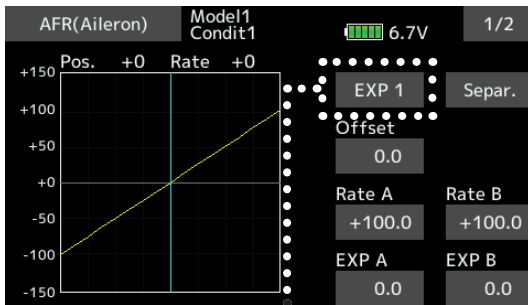 AFR(Aileron)
Model1
Condit1
6.7V
1/2
Pos. +0 Rate +0
+150
+100
+50
+0
-50
-100
-150
EXP 1
Separ.
Offset
0.0
Rate A Rate B
+100.0 +100.0
EXP A EXP B
0.0 0.0